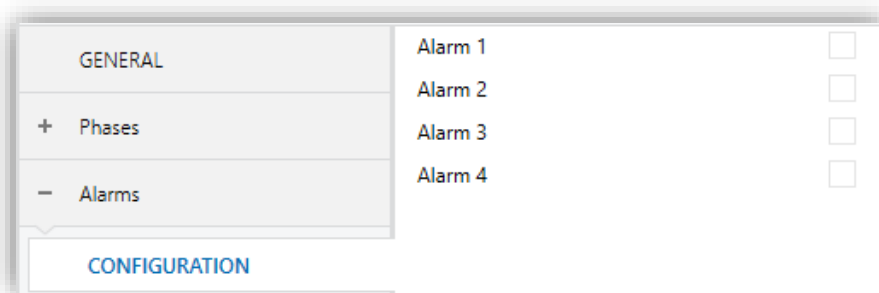 GENERAL
+ Phases
− Alarms
CONFIGURATION
Alarm 1
Alarm 2
Alarm 3
Alarm 4